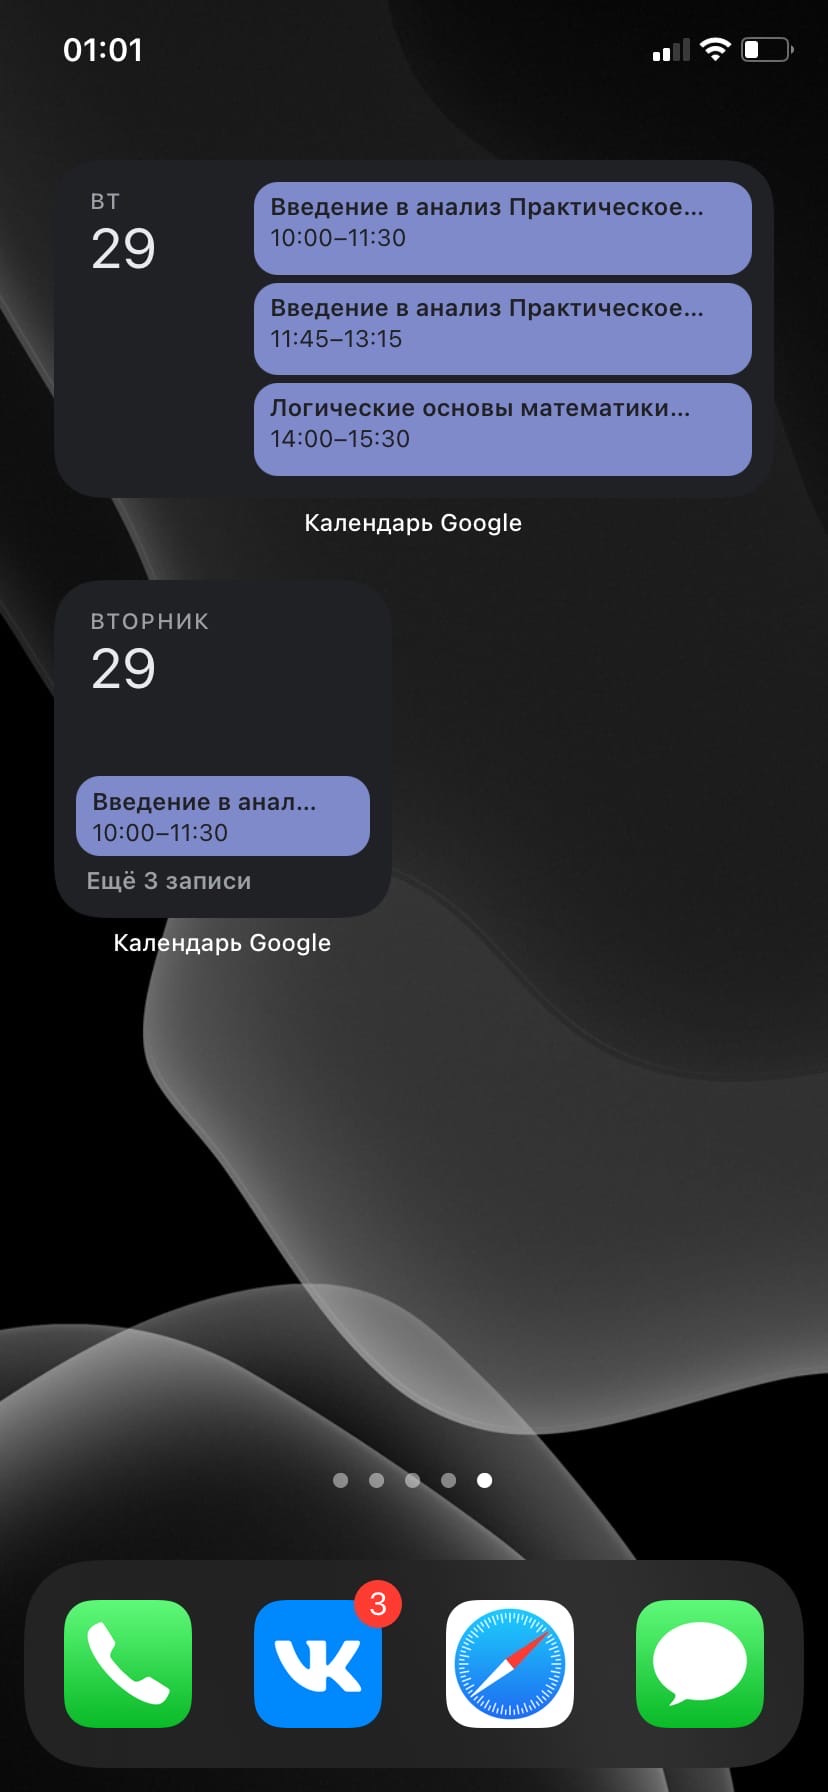 01:01
ВТ
29
Введение в анализ Практическое...
10:00–11:30
Введение в анализ Практическое...
11:45–13:15
Логические основы математики...
14:00–15:30
Календарь Google
ВТОРНИК
29
Введение в анал...
10:00–11:30
Ещё 3 записи
Календарь Google
3
VK